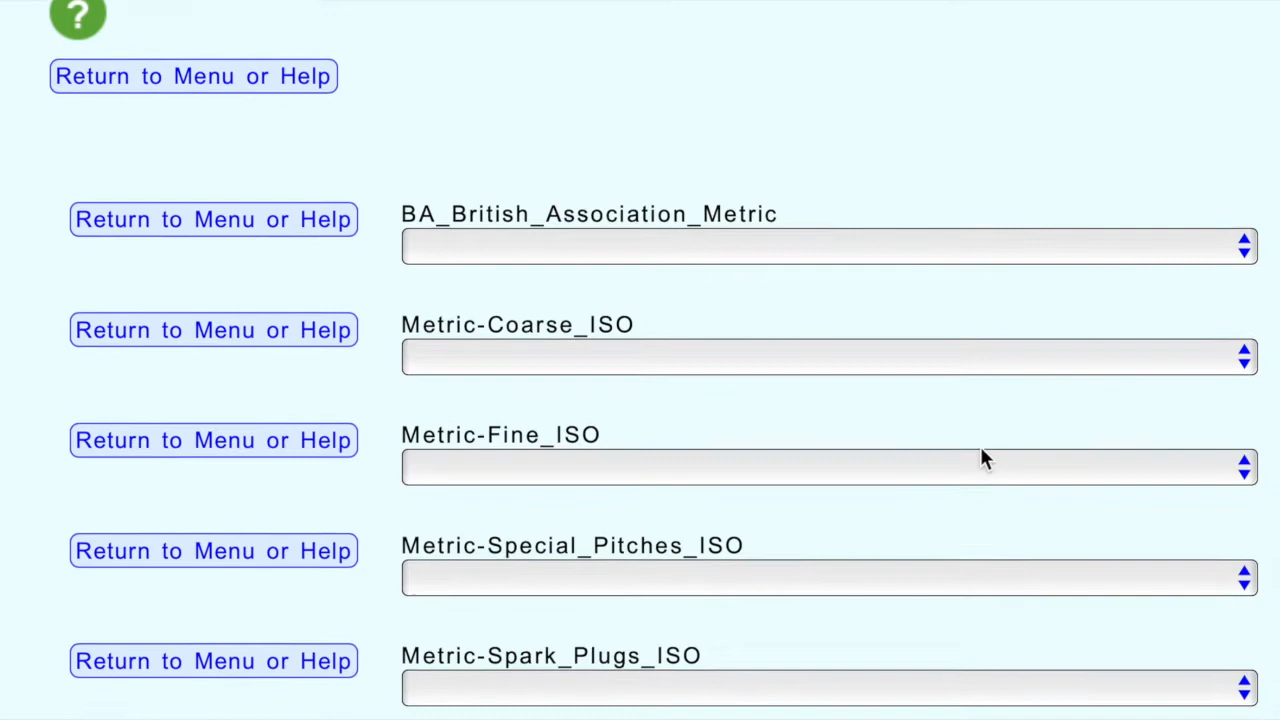 ?
Return to Menu or Help
Return to Menu or Help
BA_British_Association_Metric
Return to Menu or Help
Metric-Coarse_ISO
Return to Menu or Help
Metric-Fine_ISO
Return to Menu or Help
Metric-Special_Pitches_ISO
Return to Menu or Help
Metric-Spark_Plugs_ISO